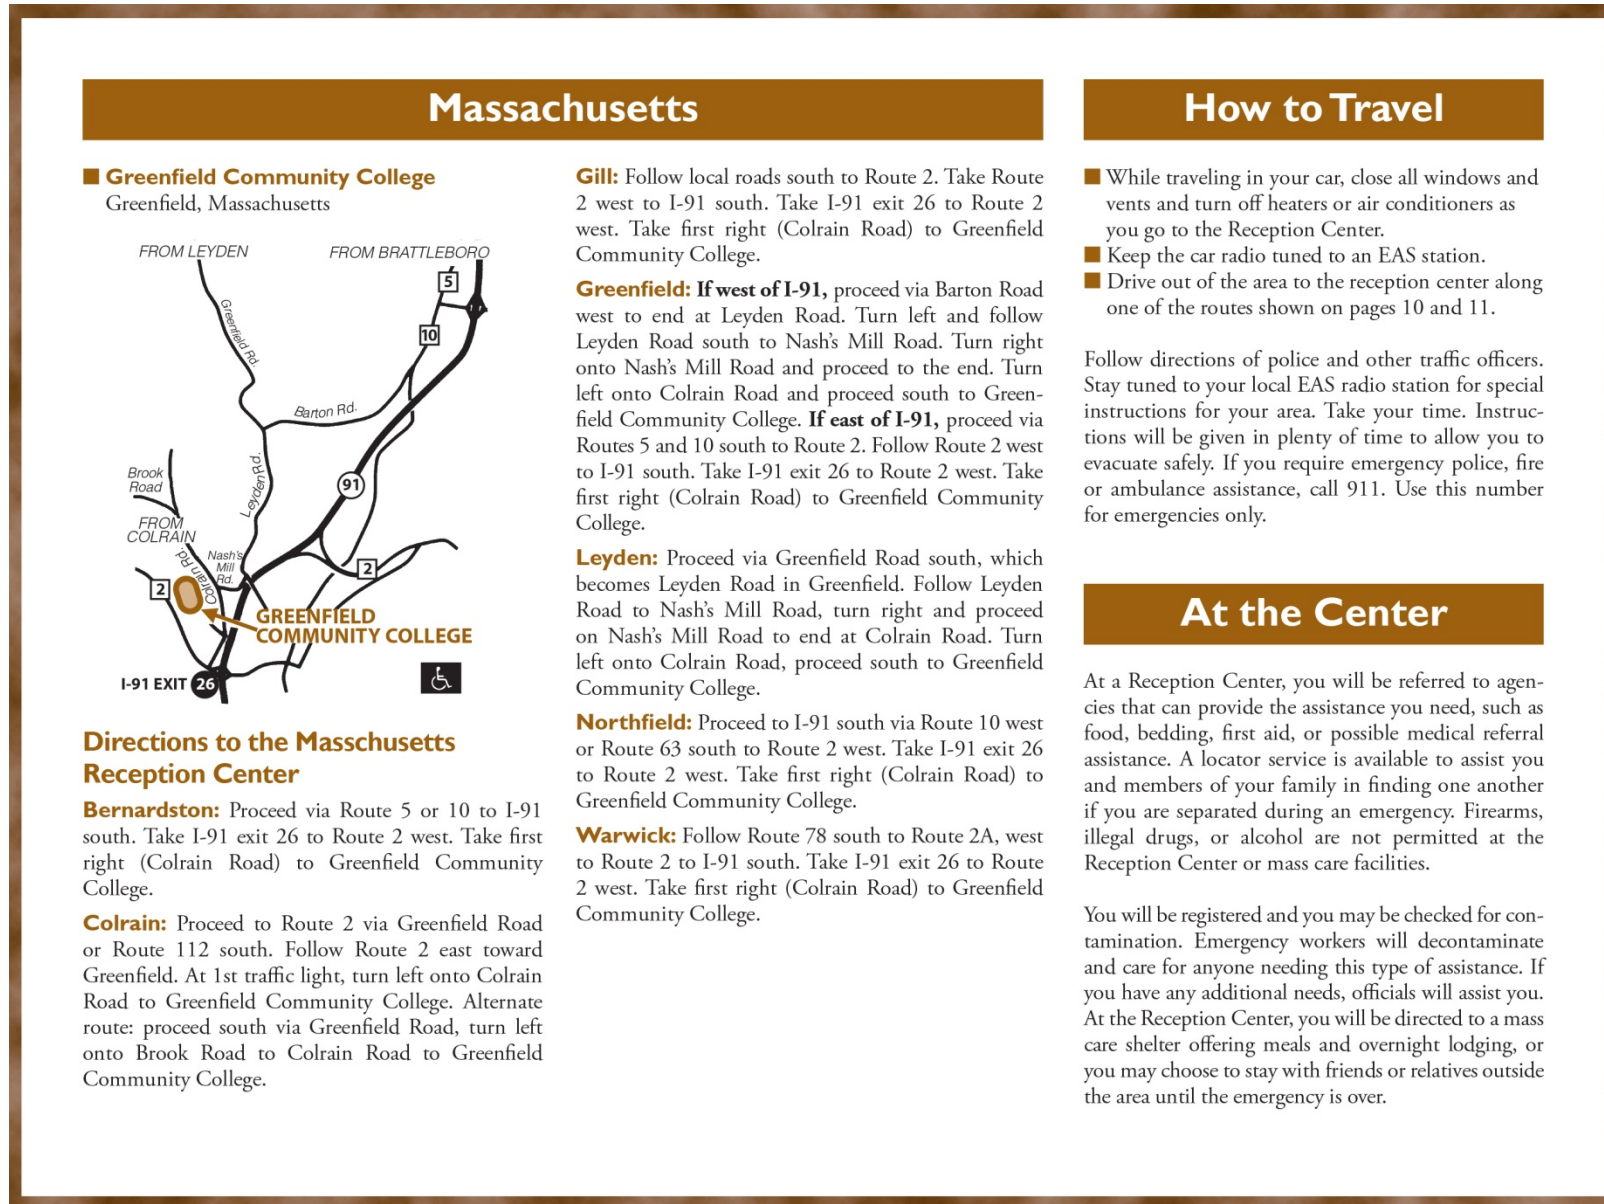 Massachusetts
■ Greenfield Community College
Greenfield, Massachusetts
FROM LEYDEN
FROM BRATTLEBORO
5
Greenfield Rd.
10
Barton Rd.
Leyden Rd.
91
Brook
Road
FROM
COLRAIN
Colrain Rd.
Nash's
Mill
Rd.
2
2
GREENFIELD
COMMUNITY COLLEGE
I-91 EXIT 26
Directions to the Masschusetts
Reception Center
Bernardston: Proceed via Route 5 or 10 to I-91
south. Take I-91 exit 26 to Route 2 west. Take first
right (Colrain Road) to Greenfield Community
College.
Colrain: Proceed to Route 2 via Greenfield Road
or Route 112 south. Follow Route 2 east toward
Greenfield. At 1st traffic light, turn left onto Colrain
Road to Greenfield Community College. Alternate
route: proceed south via Greenfield Road, turn left
onto Brook Road to Colrain Road to Greenfield
Community College.
Gill: Follow local roads south to Route 2. Take Route
2 west to I-91 south. Take I-91 exit 26 to Route 2
west. Take first right (Colrain Road) to Greenfield
Community College.
Greenfield: If west of I-91, proceed via Barton Road
west to end at Leyden Road. Turn left and follow
Leyden Road south to Nash's Mill Road. Turn right
onto Nash's Mill Road and proceed to the end. Turn
left onto Colrain Road and proceed south to Green-
field Community College. If east of I-91, proceed via
Routes 5 and 10 south to Route 2. Follow Route 2 west
to I-91 south. Take I-91 exit 26 to Route 2 west. Take
first right (Colrain Road) to Greenfield Community
College.
Leyden: Proceed via Greenfield Road south, which
becomes Leyden Road in Greenfield. Follow Leyden
Road to Nash's Mill Road, turn right and proceed
on Nash's Mill Road to end at Colrain Road. Turn
left onto Colrain Road, proceed south to Greenfield
Community College.
Northfield: Proceed to I-91 south via Route 10 west
or Route 63 south to Route 2 west. Take I-91 exit 26
to Route 2 west. Take first right (Colrain Road) to
Greenfield Community College.
Warwick: Follow Route 78 south to Route 2A, west
to Route 2 to I-91 south. Take I-91 exit 26 to Route
2 west. Take first right (Colrain Road) to Greenfield
Community College.
How to Travel
■ While traveling in your car, close all windows and
vents and turn off heaters or air conditioners as
you go to the Reception Center.
■ Keep the car radio tuned to an EAS station.
■ Drive out of the area to the reception center along
one of the routes shown on pages 10 and 11.
Follow directions of police and other traffic officers.
Stay tuned to your local EAS radio station for special
instructions for your area. Take your time. Instruc-
tions will be given in plenty of time to allow you to
evacuate safely. If you require emergency police, fire
or ambulance assistance, call 911. Use this number
for emergencies only.
At the Center
At a Reception Center, you will be referred to agen-
cies that can provide the assistance you need, such as
food, bedding, first aid, or possible medical referral
assistance. A locator service is available to assist you
and members of your family in finding one another
if you are separated during an emergency. Firearms,
illegal drugs, or alcohol are not permitted at the
Reception Center or mass care facilities.
You will be registered and you may be checked for con-
tamination. Emergency workers will decontaminate
and care for anyone needing this type of assistance. If
you have any additional needs, officials will assist you.
At the Reception Center, you will be directed to a mass
care shelter offering meals and overnight lodging, or
you may choose to stay with friends or relatives outside
the area until the emergency is over.